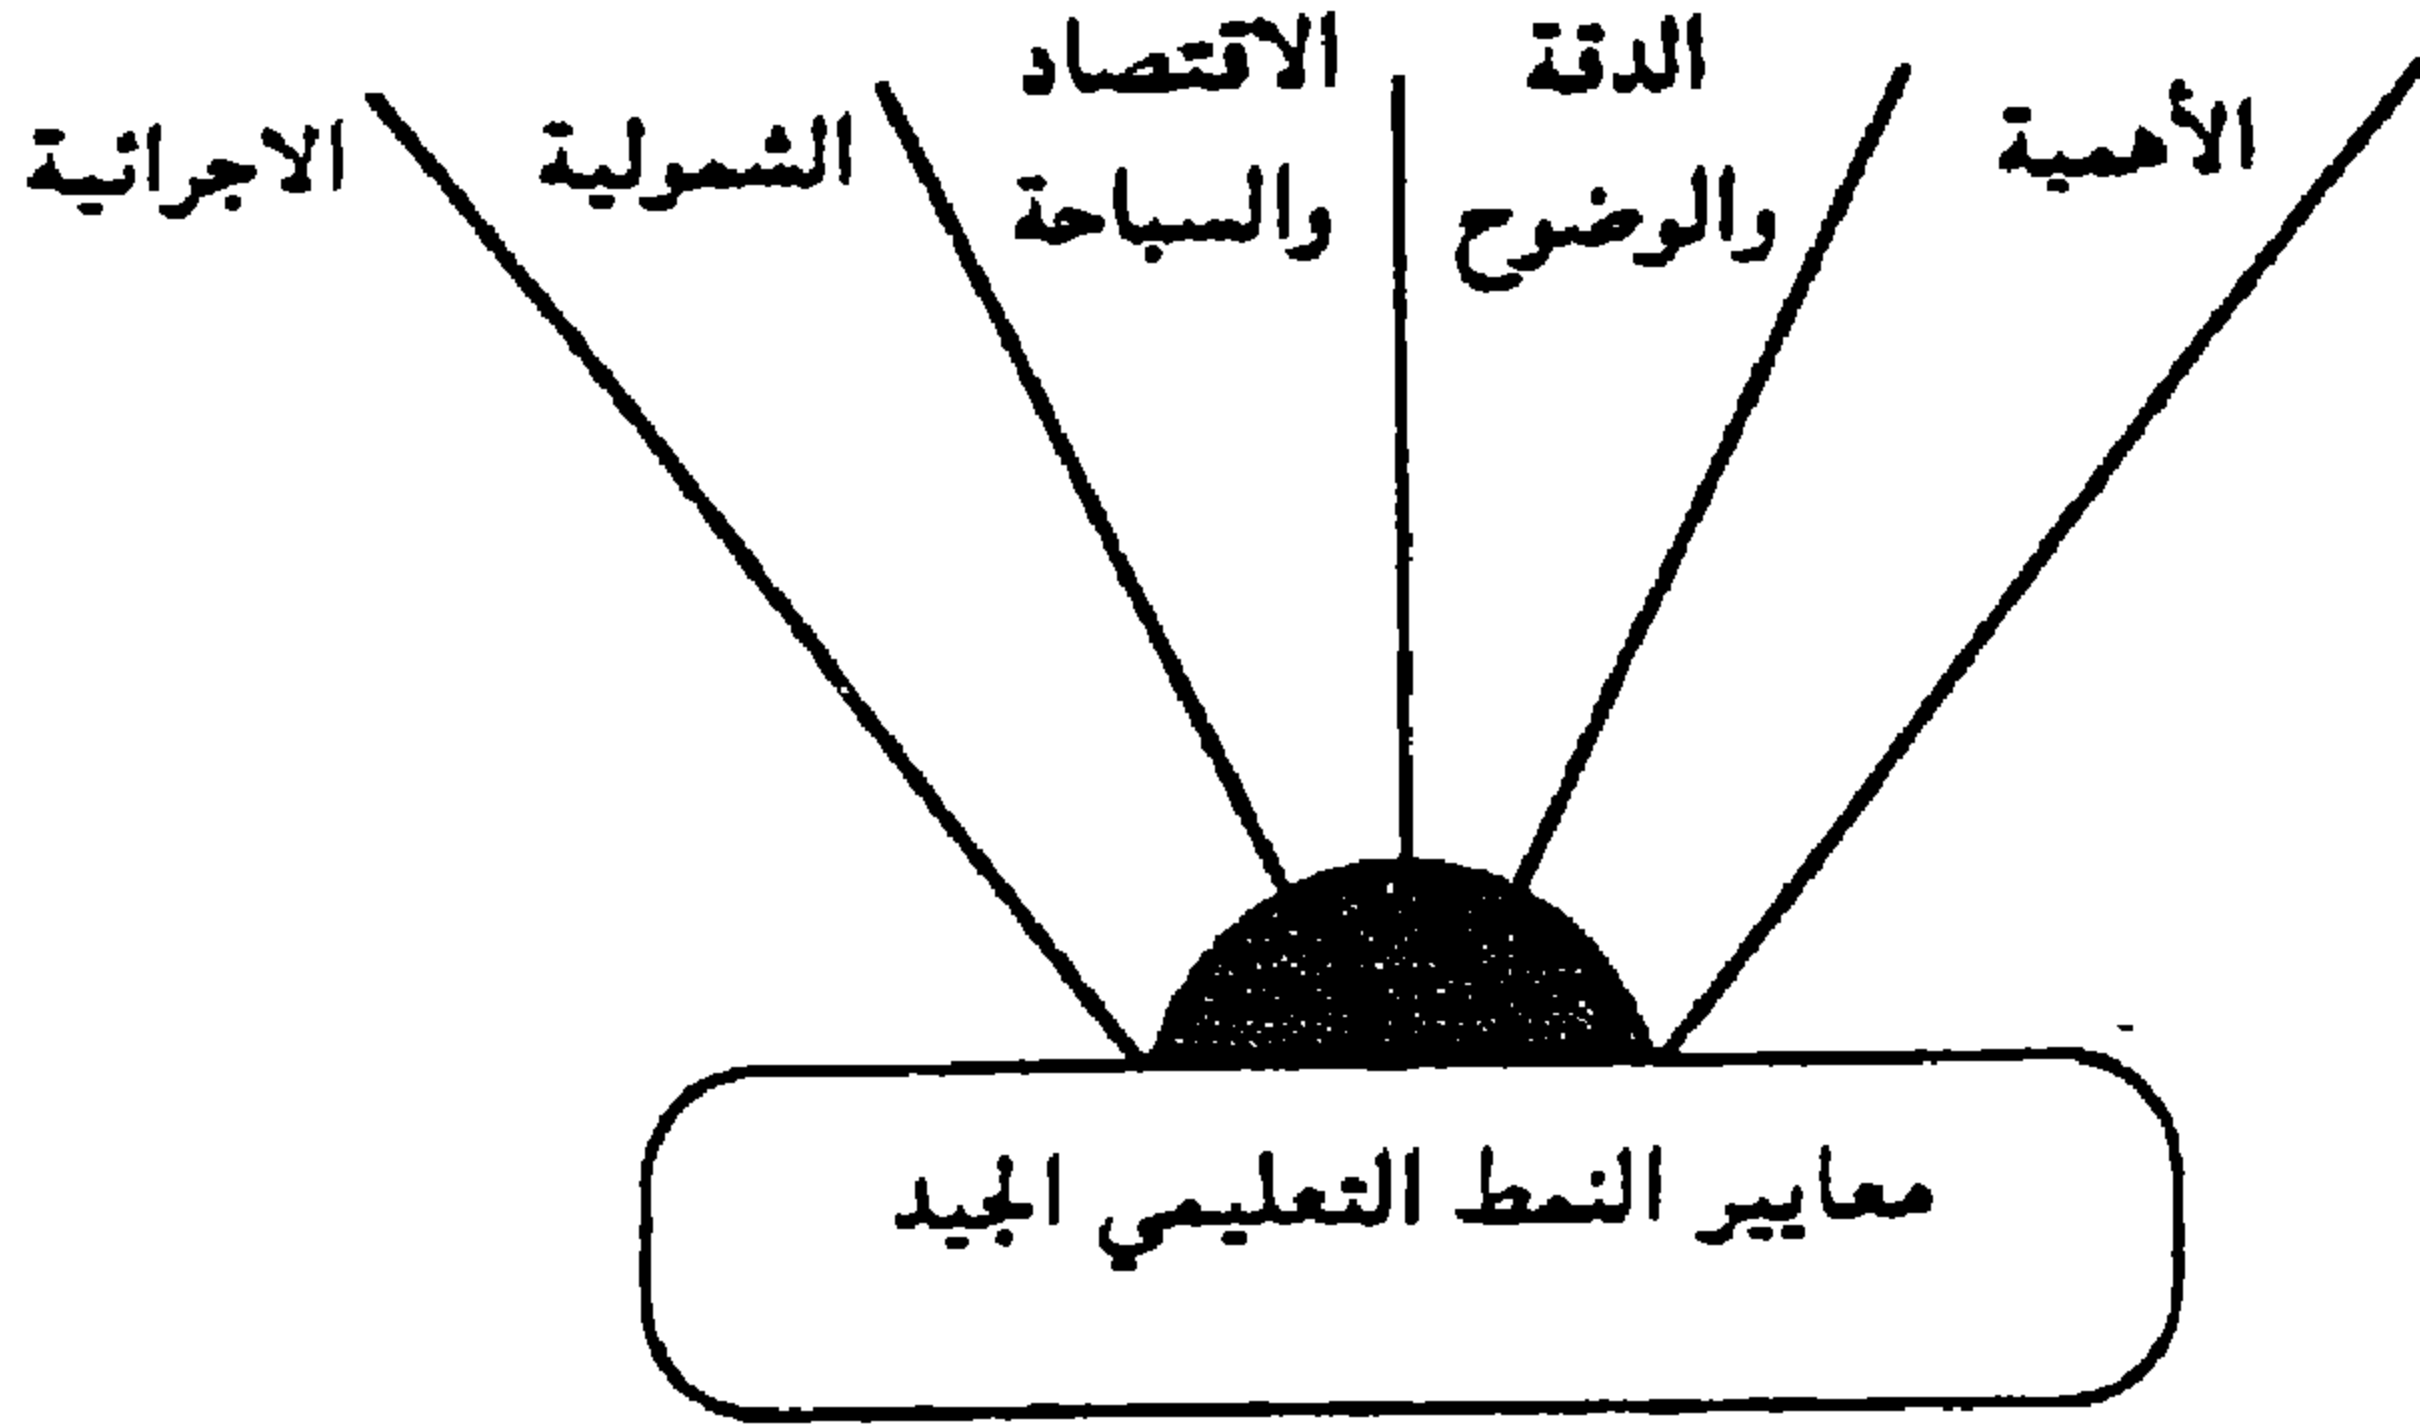 الأهمية
الدقة
والوضوح
الاقتصاد
والسباحة
الشمولية
الاجرائية
معايير النمط التعليمي الجيد